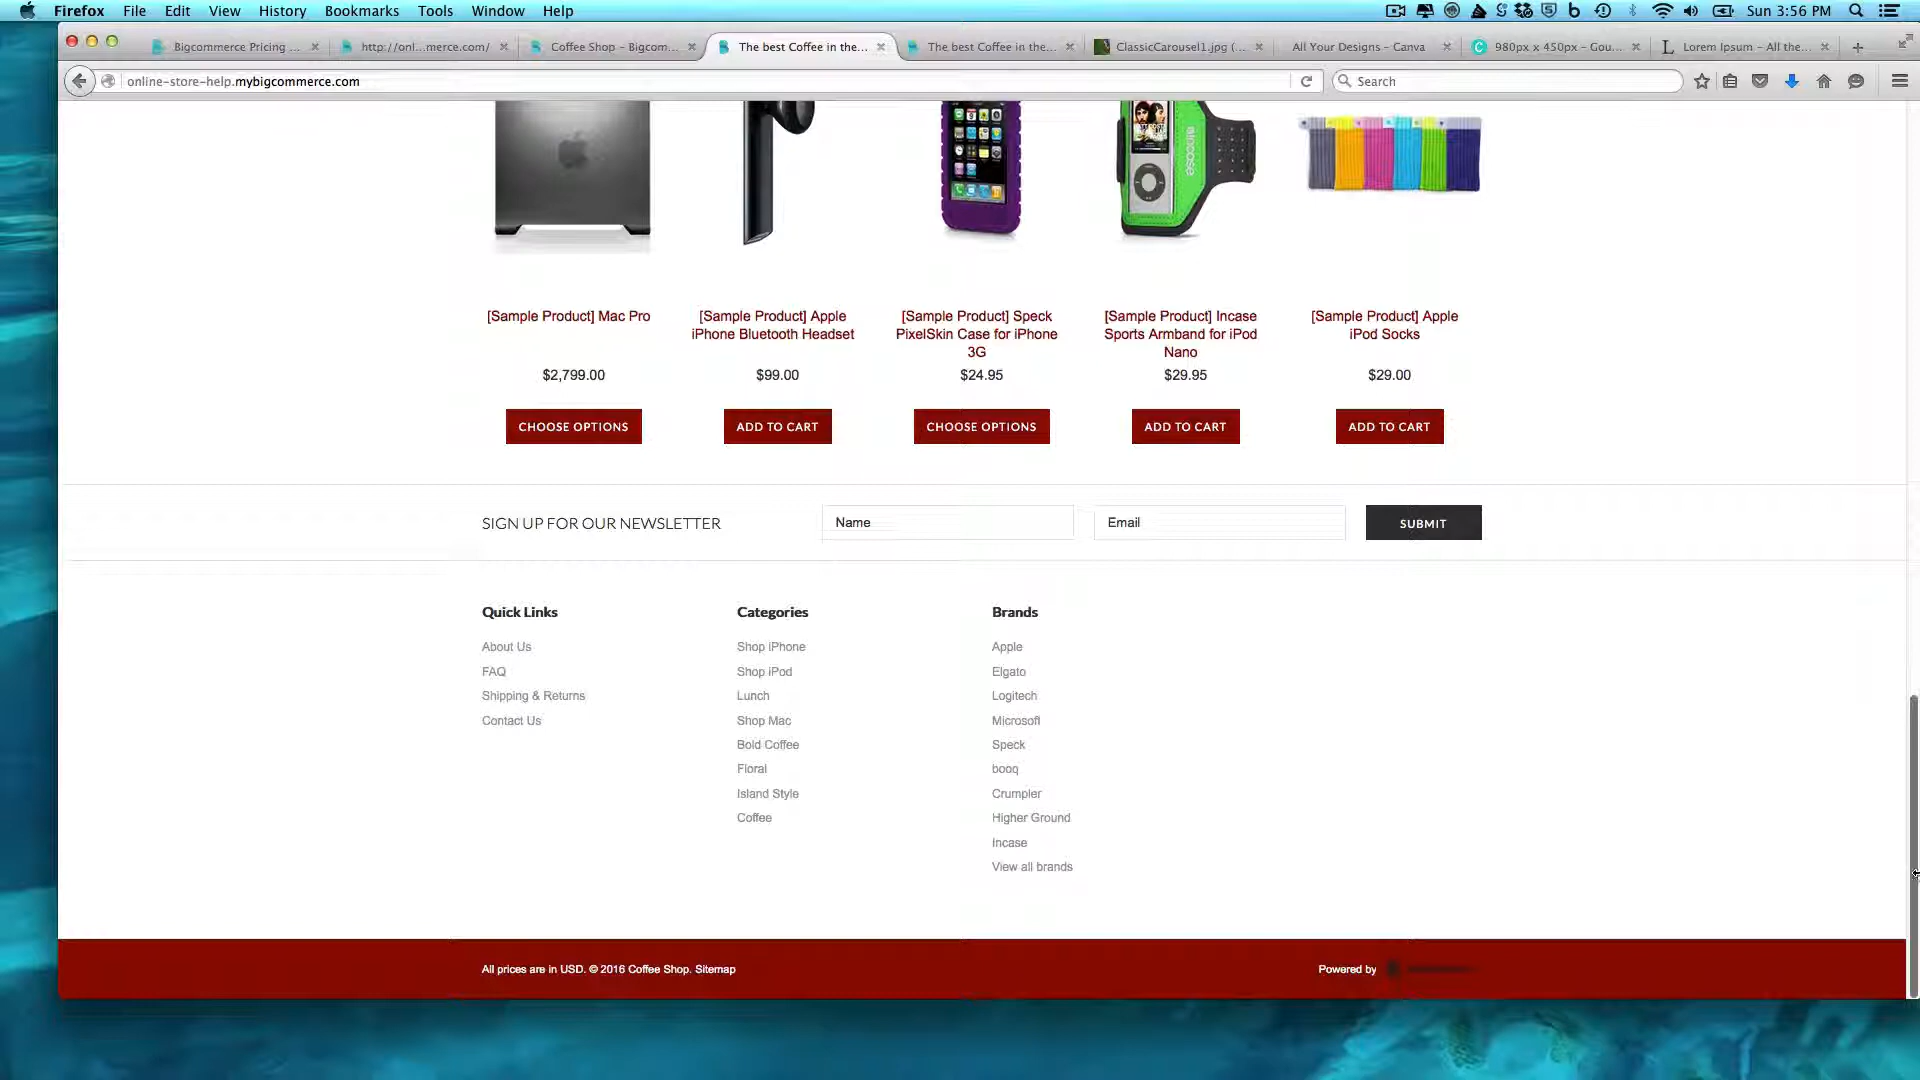 Firefox File Edit View History Bookmarks Tools Window Help Sun 3:56 PM
Bigcommerce Pricing ... http://onl...merce.com/ Coffee Shop - Bigcom... The best Coffee in the... The best Coffee in the... ClassicCarousel1.jpg (... All Your Designs - Canva 980px x 450px - Gou... Lorem Ipsum - All the...
online-store-help.mybigcommerce.com Search
incase
[Sample Product] Mac Pro
$2,799.00
CHOOSE OPTIONS
[Sample Product] Apple
iPhone Bluetooth Headset
$99.00
ADD TO CART
[Sample Product] Speck
PixelSkin Case for iPhone
3G
$24.95
CHOOSE OPTIONS
[Sample Product] Incase
Sports Armband for iPod
Nano
$29.95
ADD TO CART
[Sample Product] Apple
iPod Socks
$29.00
ADD TO CART
SIGN UP FOR OUR NEWSLETTER Name Email SUBMIT
Quick Links
About Us
FAQ
Shipping & Returns
Contact Us
Categories
Shop iPhone
Shop iPod
Lunch
Shop Mac
Bold Coffee
Floral
Island Style
Coffee
Brands
Apple
Elgato
Logitech
Microsoft
Speck
booq
Crumpler
Higher Ground
Incase
View all brands
All prices are in USD. © 2016 Coffee Shop. Sitemap
Powered by